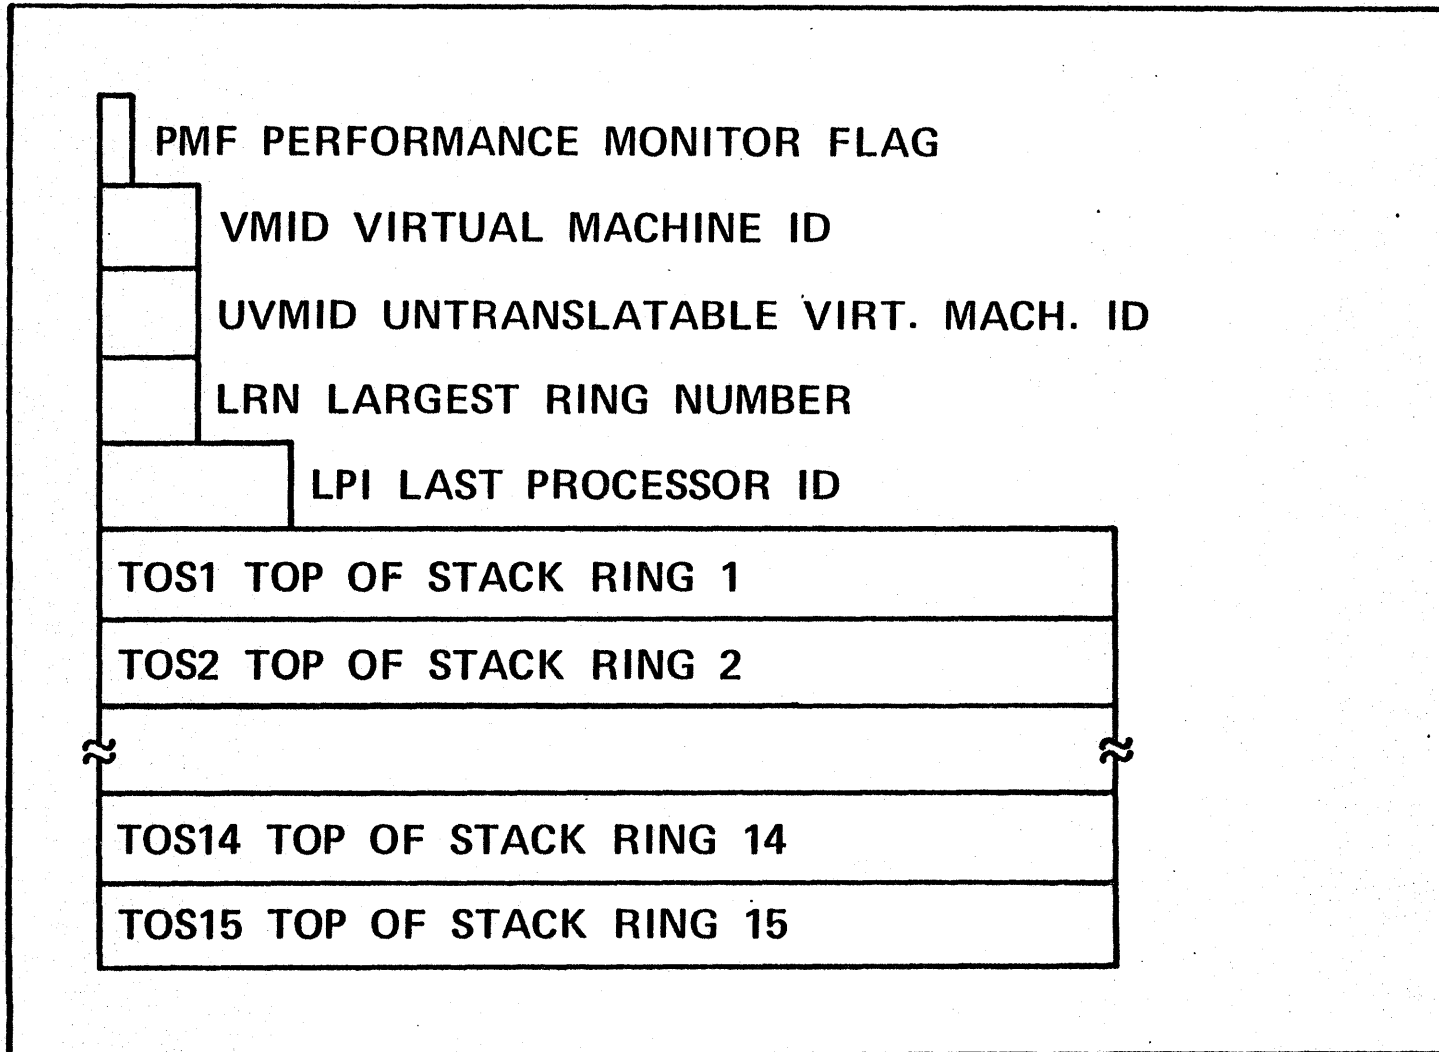 PMF PERFORMANCE MONITOR FLAG
VMID VIRTUAL MACHINE ID
UVMID UNTRANSLATABLE VIRT. MACH. ID
LRN LARGEST RING NUMBER
LPI LAST PROCESSOR ID
TOS1 TOP OF STACK RING 1
TOS2 TOP OF STACK RING 2
TOS14 TOP OF STACK RING 14
TOS15 TOP OF STACK RING 15